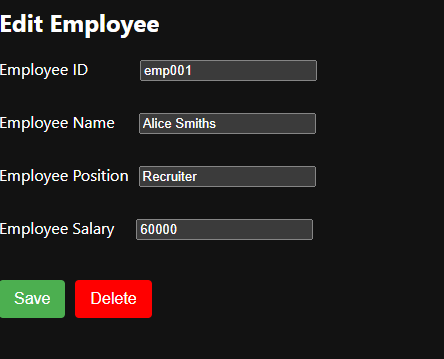 Edit Employee
Employee ID emp001
Employee Name Alice Smiths
Employee Position Recruiter
Employee Salary 60000
Save Delete